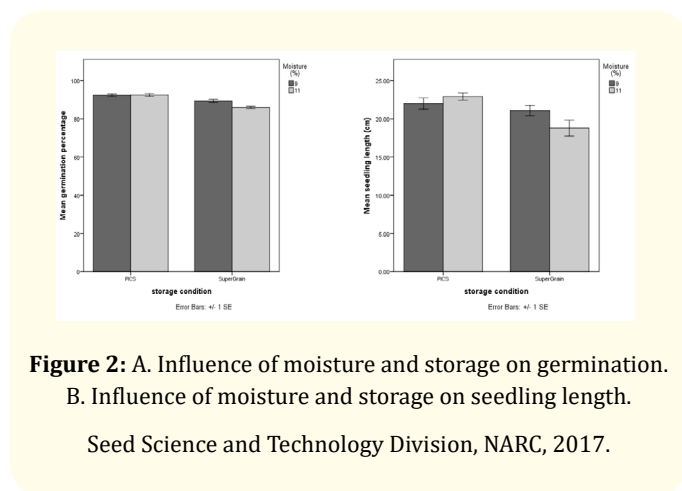 Moisture
(%)
9
11
Mean germination percentage
100
80
60
40
20
0
PICS
SuperGrain
storage condition
Error Bars: +/- 1 SE
Moisture
(%)
9
11
Mean seedling length (cm)
25.00
20.00
15.00
10.00
5.00
0.00
PICS
SuperGrain
storage condition
Error Bars: +/- 1 SE
Figure 2: A. Influence of moisture and storage on germination.
B. Influence of moisture and storage on seedling length.
Seed Science and Technology Division, NARC, 2017.